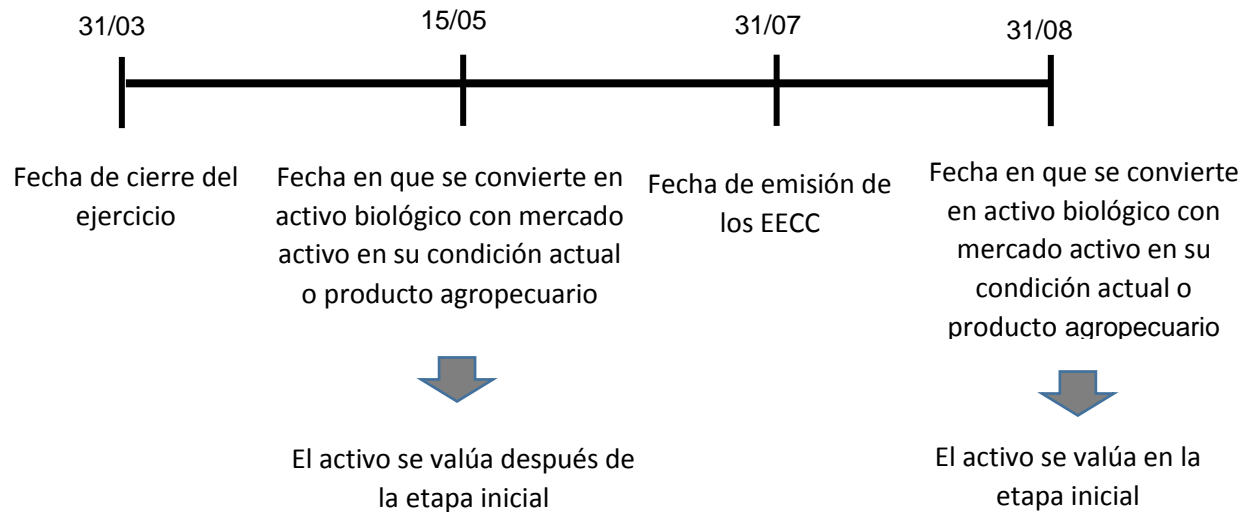 31/03
15/05
31/07
31/08
Fecha de cierre del
ejercicio
Fecha en que se convierte en
activo biológico con mercado
activo en su condición actual
o producto agropecuario
Fecha de emisión de
los EECC
Fecha en que se convierte
en activo biológico con
mercado activo en su
condición actual o
producto agropecuario
El activo se valúa después de
la etapa inicial
El activo se valúa en la
etapa inicial